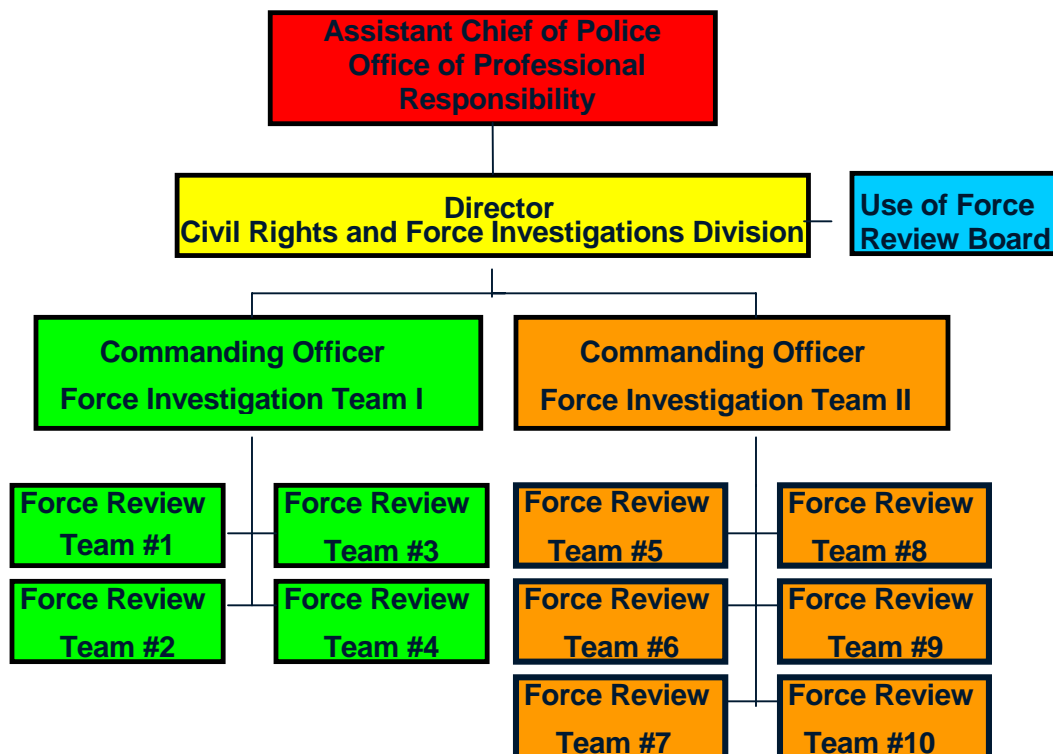 Assistant Chief of Police
Office of Professional
Responsibility
Director
Civil Rights and Force Investigations Division
Use of Force
Review Board
Commanding Officer
Force Investigation Team I
Commanding Officer
Force Investigation Team II
Force Review
Team #1
Force Review
Team #3
Force Review
Team #2
Force Review
Team #4
Force Review
Team #5
Force Review
Team #8
Force Review
Team #6
Force Review
Team #9
Force Review
Team #7
Force Review
Team #10